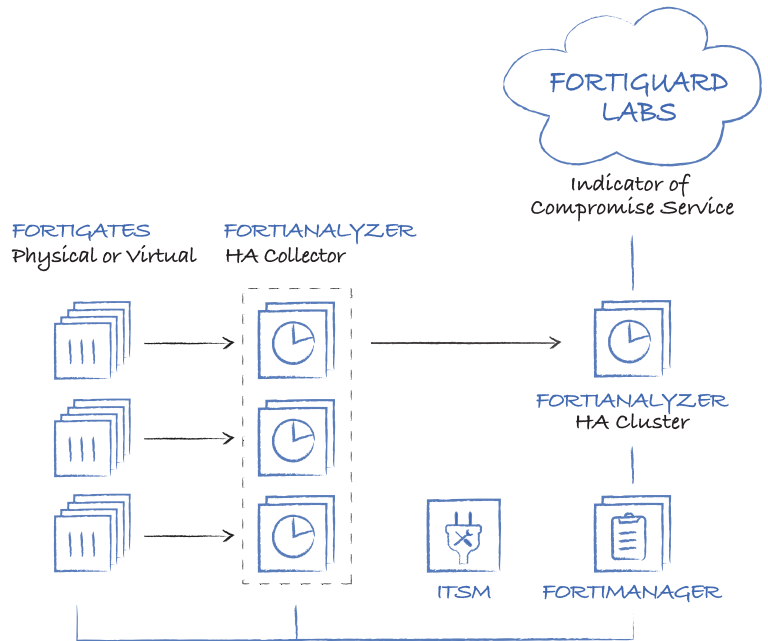 FORTIGUARD
LABS
Indicator of
Compromise Service
FORTIGATES
Physical or Virtual
FORTIANALYZER
HA Collector
FORTIANALYZER
HA Cluster
ITSM
FORTIMANAGER